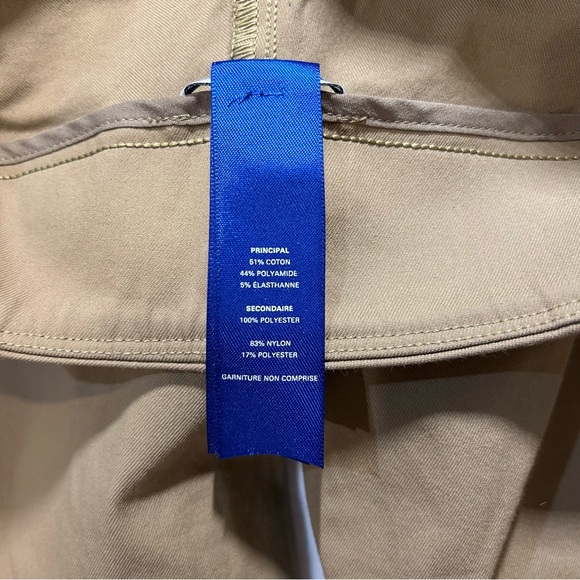 PRINCIPAL
51% COTON
44% POLYAMIDE
5% ÉLASTHANNE
SECONDAIRE
100% POLYESTER
83% NYLON
17% POLYESTER
GARNITURE NON COMPRISE